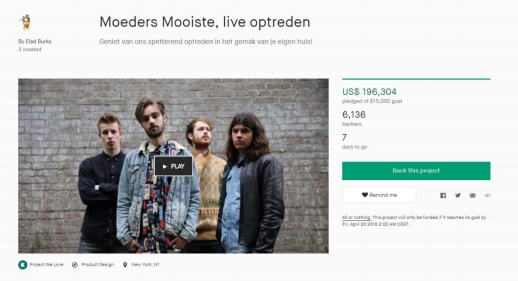 Moeders Mooiste, live optreden
By Elad Burko
3 created
Geniet van ons spetterend optreden in het gemak van je eigen huis!
US$ 196,304
pledged of $15,000 goal
6,136
backers
7
days to go
PLAY
Back this project
Remind me
All or nothing. This project will only be funded if it reaches its goal by
Fri, April 20 2018 3:00 AM CEST.
Project We Love
Product Design
New York, NY